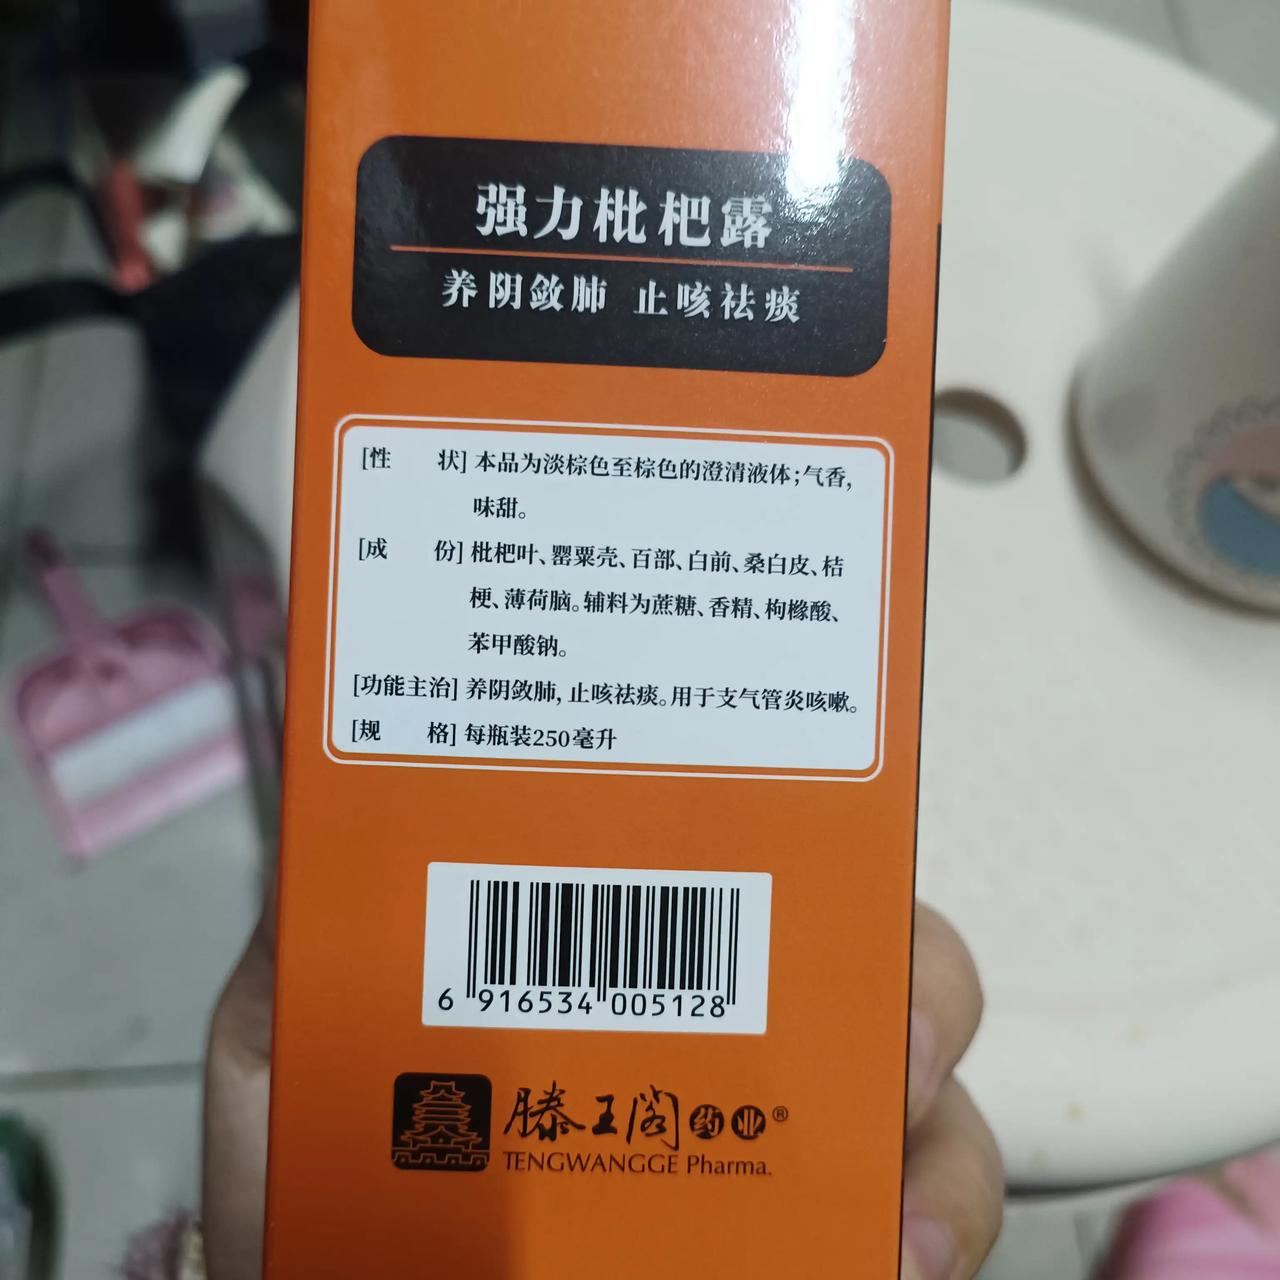 强力枇杷露
养阴敛肺 止咳祛痰
[性 状] 本品为淡棕色至棕色的澄清液体;气香,
味甜。
[成 份] 枇杷叶、罂粟壳、百部、白前、桑白皮、桔
梗、薄荷脑。辅料为蔗糖、香精、枸橼酸、
苯甲酸钠。
[功能主治] 养阴敛肺, 止咳祛痰。用于支气管炎咳嗽。
[规 格] 每瓶装250毫升
6 916534 005128
滕王阁药业®
TENGWANGGE Pharma.